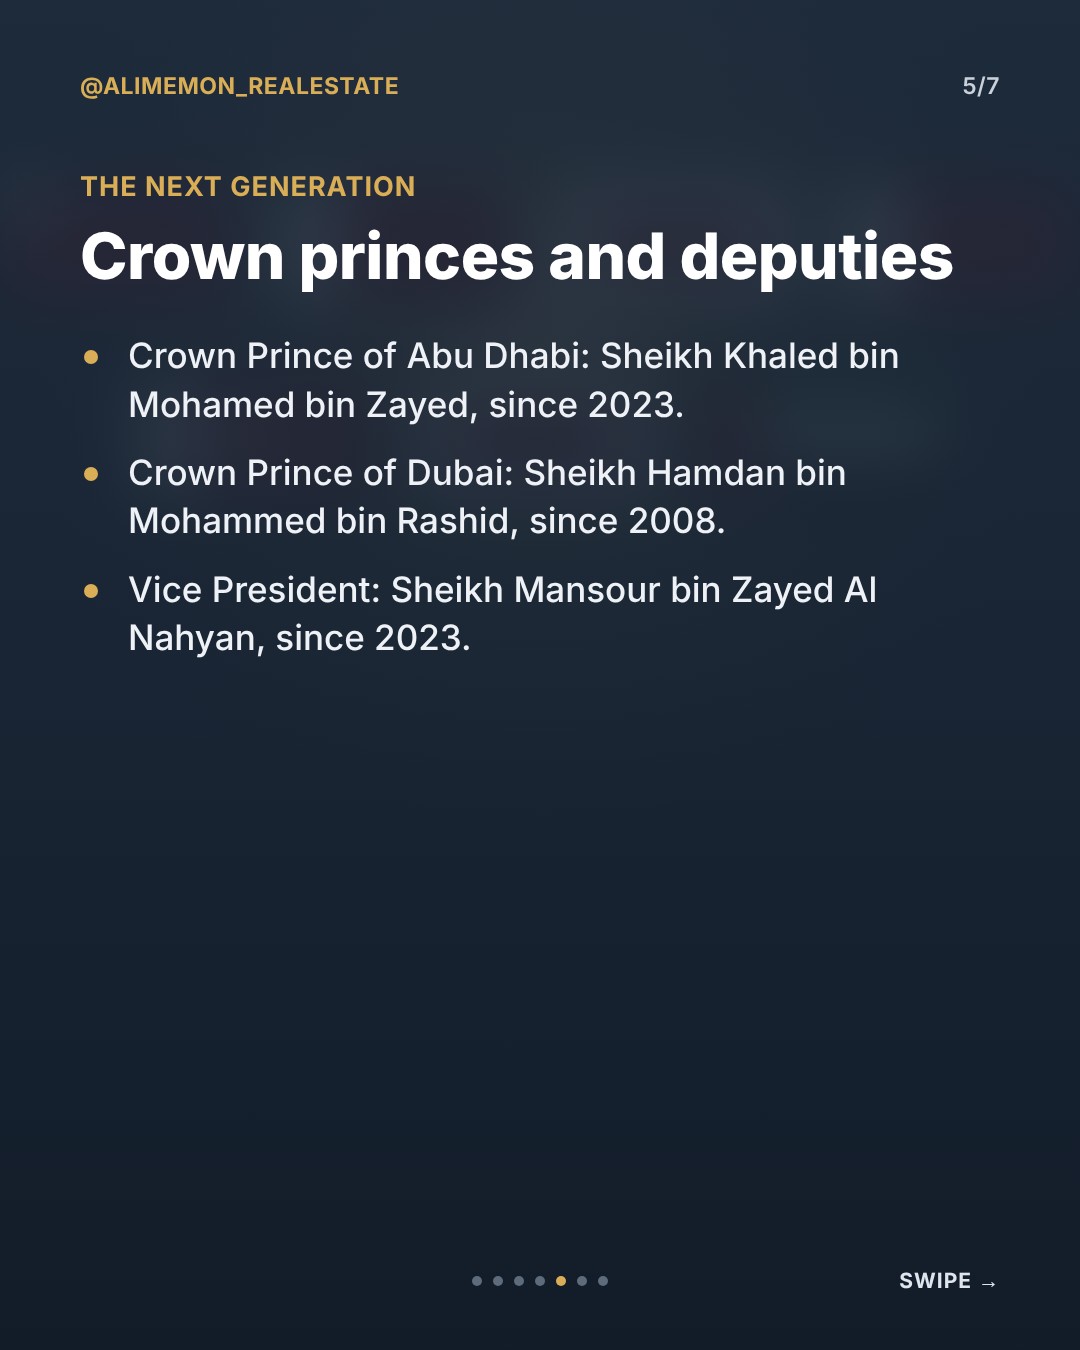 @ALIMEMON_REALESTATE
5/7
THE NEXT GENERATION
Crown princes and deputies
• Crown Prince of Abu Dhabi: Sheikh Khaled bin
Mohamed bin Zayed, since 2023.
• Crown Prince of Dubai: Sheikh Hamdan bin
Mohammed bin Rashid, since 2008.
• Vice President: Sheikh Mansour bin Zayed Al
Nahyan, since 2023.
SWIPE →